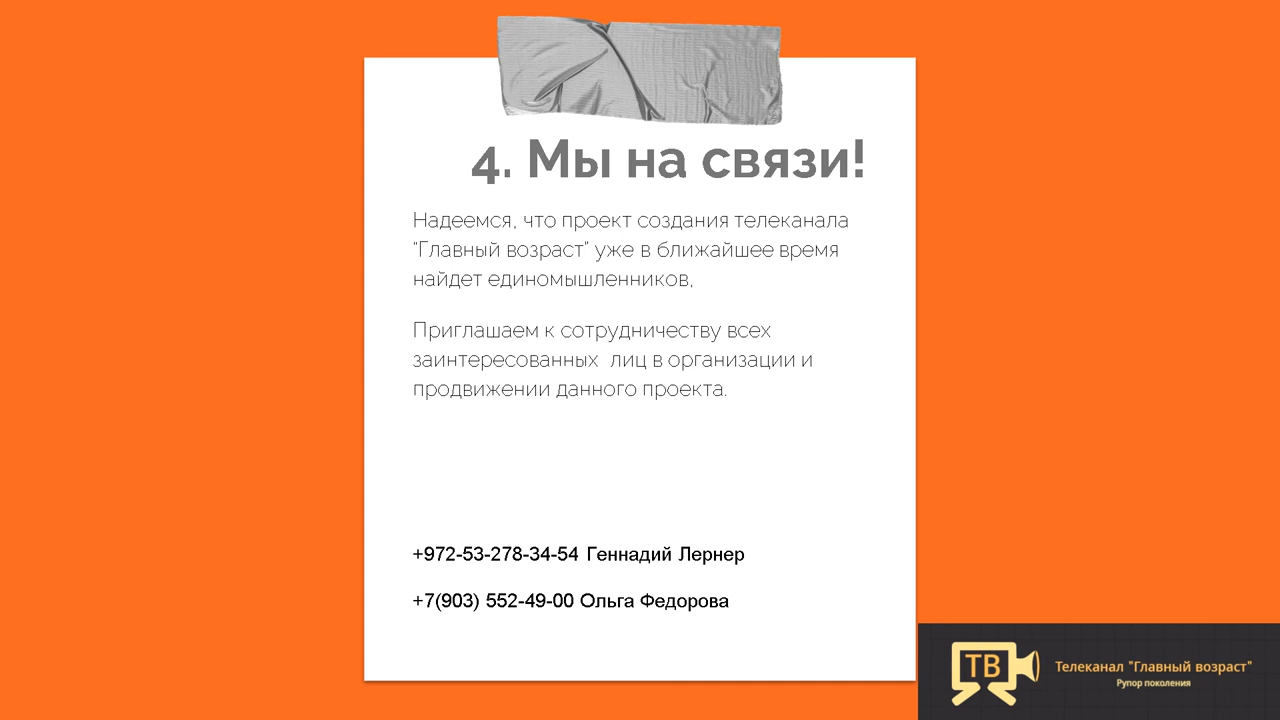 4. Мы на связи!
Надеемся, что проект создания телеканала
“Главный возраст” уже в ближайшее время
найдет единомышленников,
Приглашаем к сотрудничеству всех
заинтересованных  лиц в организации и
продвижении данного проекта.
+972-53-278-34-54 Геннадий Лернер
+7(903) 552-49-00 Ольга Федорова
ТВ
Телеканал "Главный возраст"
Рупор поколения